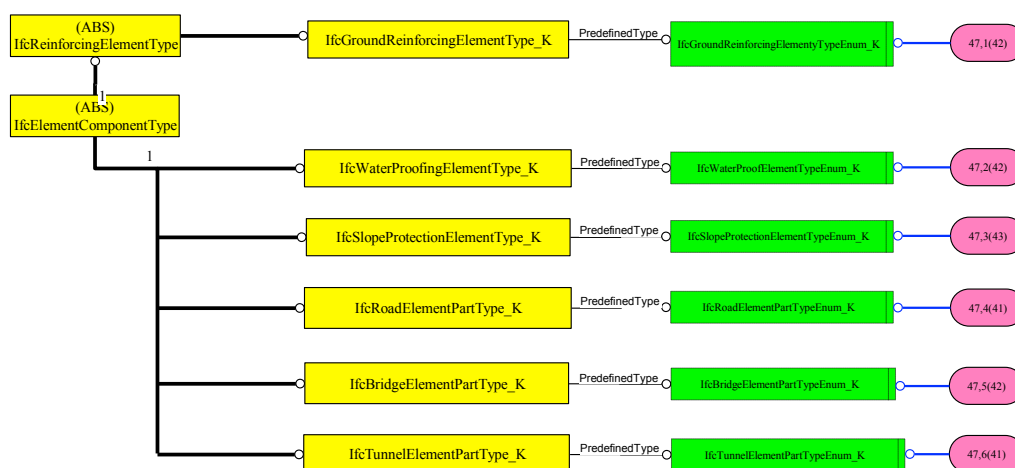 (ABS)
IfcReinforcingElementType
IfcGroundReinforcingElementType_K
PredefinedType
IfcGroundReinforcingElementyTypeEnum_K
47,1(42)
1
(ABS)
IfcElementComponentType
1
IfcWaterProofingElementType_K
PredefinedType
IfcWaterProofElementTypeEnum_K
47,2(42)
IfcSlopeProtectionElementType_K
PredefinedType
IfcSlopeProtectionElementTypeEnum_K
47,3(43)
IfcRoadElementPartType_K
PredefinedType
IfcRoadElementPartTypeEnum_K
47,4(41)
IfcBridgeElementPartType_K
PredefinedType
IfcBridgeElementPartTypeEnum_K
47,5(42)
IfcTunnelElementPartType_K
PredefinedType
IfcTunnelElementPartTypeEnum_K
47,6(41)